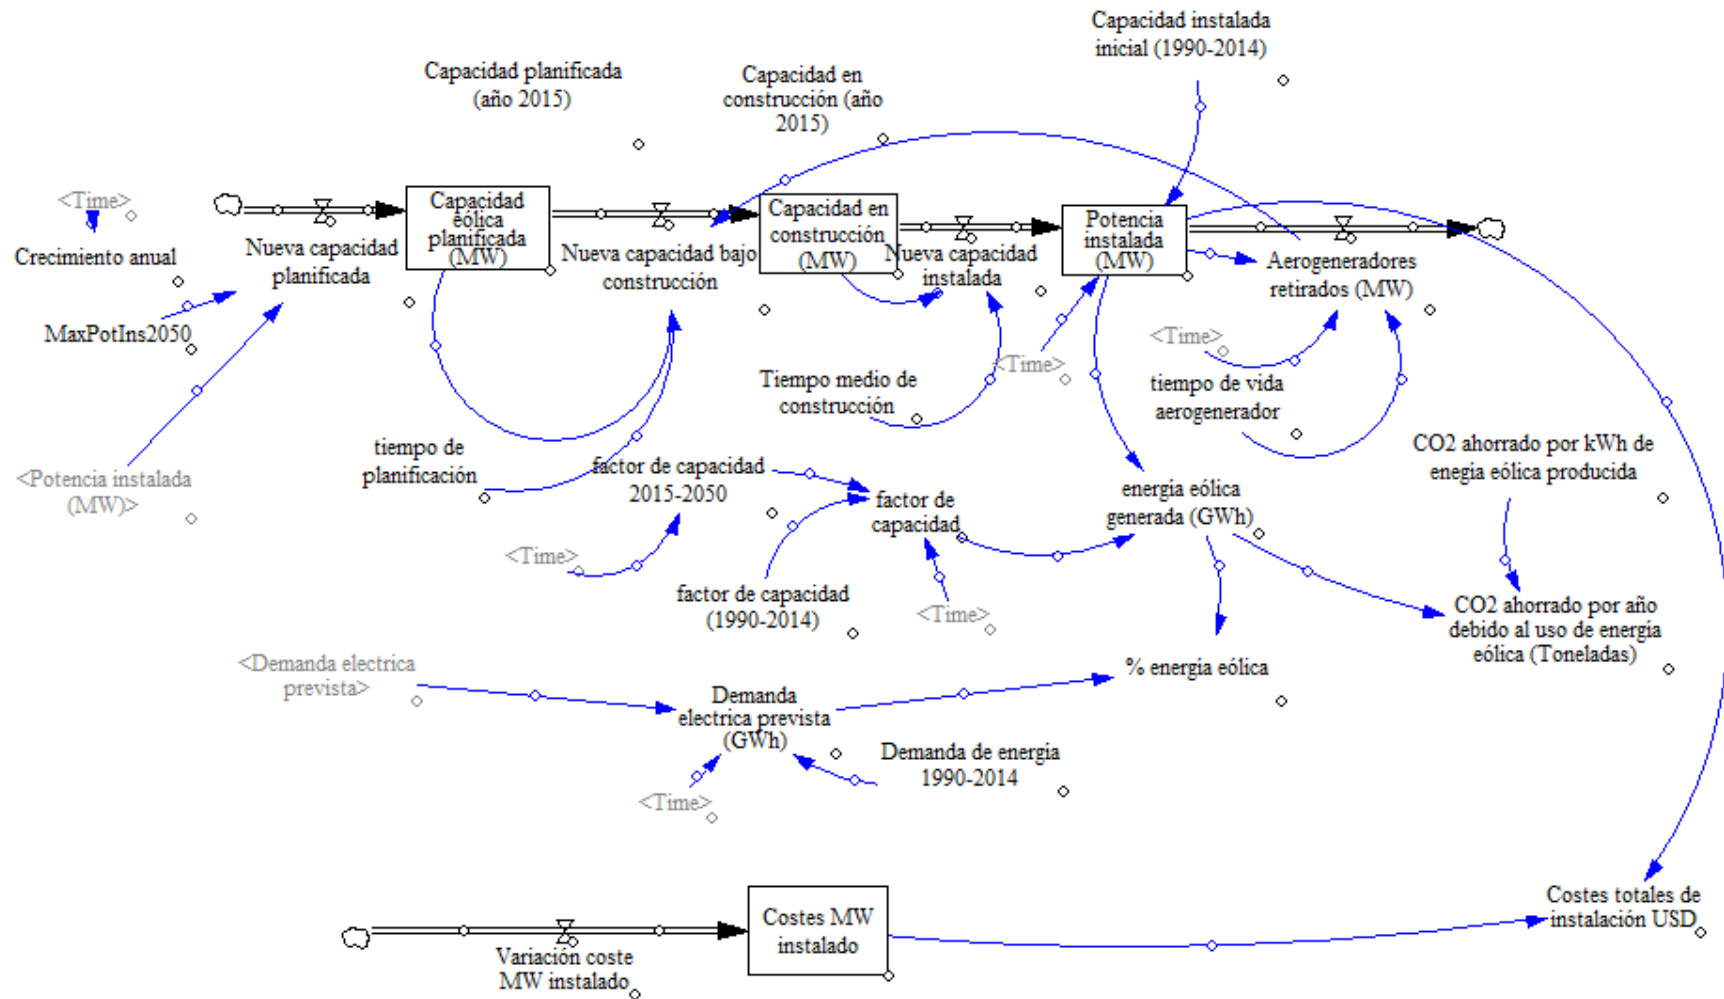 Capacidad instalada
inicial (1990-2014)
Capacidad planificada
(año 2015)
Capacidad en
construcción (año
2015)
<Time>
Crecimiento anual
MaxPotIns2050
<Potencia instalada
(MW)>
Nueva capacidad
planificada
Capacidad
eólica
planificada
(MW)
Nueva capacidad bajo
construcción
Capacidad en
construcción
(MW)
Nueva capacidad
instalada
Potencia
instalada
(MW)
Aerogeneradores
retirados (MW)
<Time>
<Time>
tiempo de vida
aerogenerador
Tiempo medio de
construcción
tiempo de
planificación
factor de capacidad
2015-2050
<Time>
factor de
capacidad
factor de capacidad
(1990-2014)
<Time>
energia eólica
generada (GWh)
CO2 ahorrado por kWh de
enegia eólica producida
CO2 ahorrado por año
debido al uso de energia
eólica (Toneladas)
<Demanda electrica
prevista>
Demanda
electrica prevista
(GWh)
% energia eólica
Demanda de energia
1990-2014
<Time>
Costes MW
instalado
Variación coste
MW instalado
Costes totales de
instalación USD